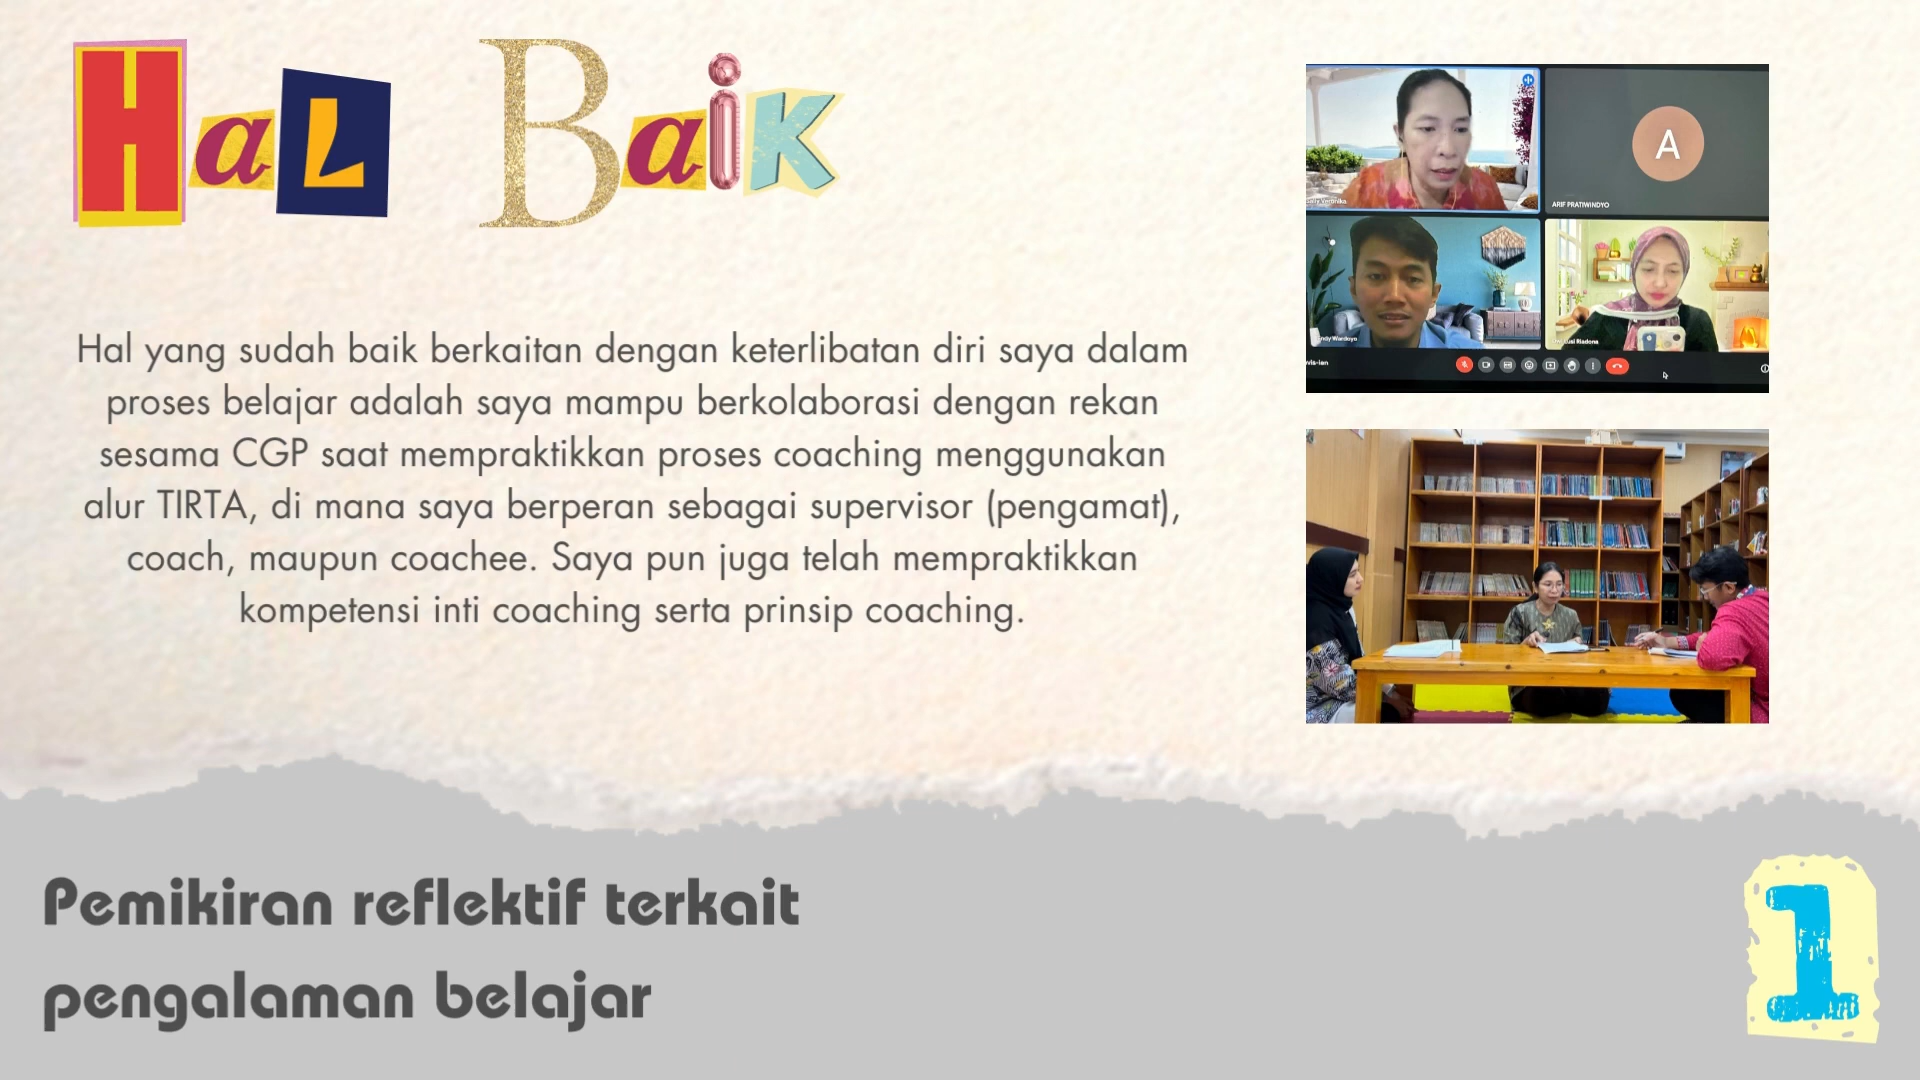 HaL BaiK
Hal yang sudah baik berkaitan dengan keterlibatan diri saya dalam
proses belajar adalah saya mampu berkolaborasi dengan rekan
sesama CGP saat mempraktikkan proses coaching menggunakan
alur TIRTA, di mana saya berperan sebagai supervisor (pengamat),
coach, maupun coachee. Saya pun juga telah mempraktikkan
kompetensi inti coaching serta prinsip coaching.
A
Veronika
ARIF PRATIWINDYO
Wardoyo
Riadona
Pemikiran reflektif terkait
pengalaman belajar
1